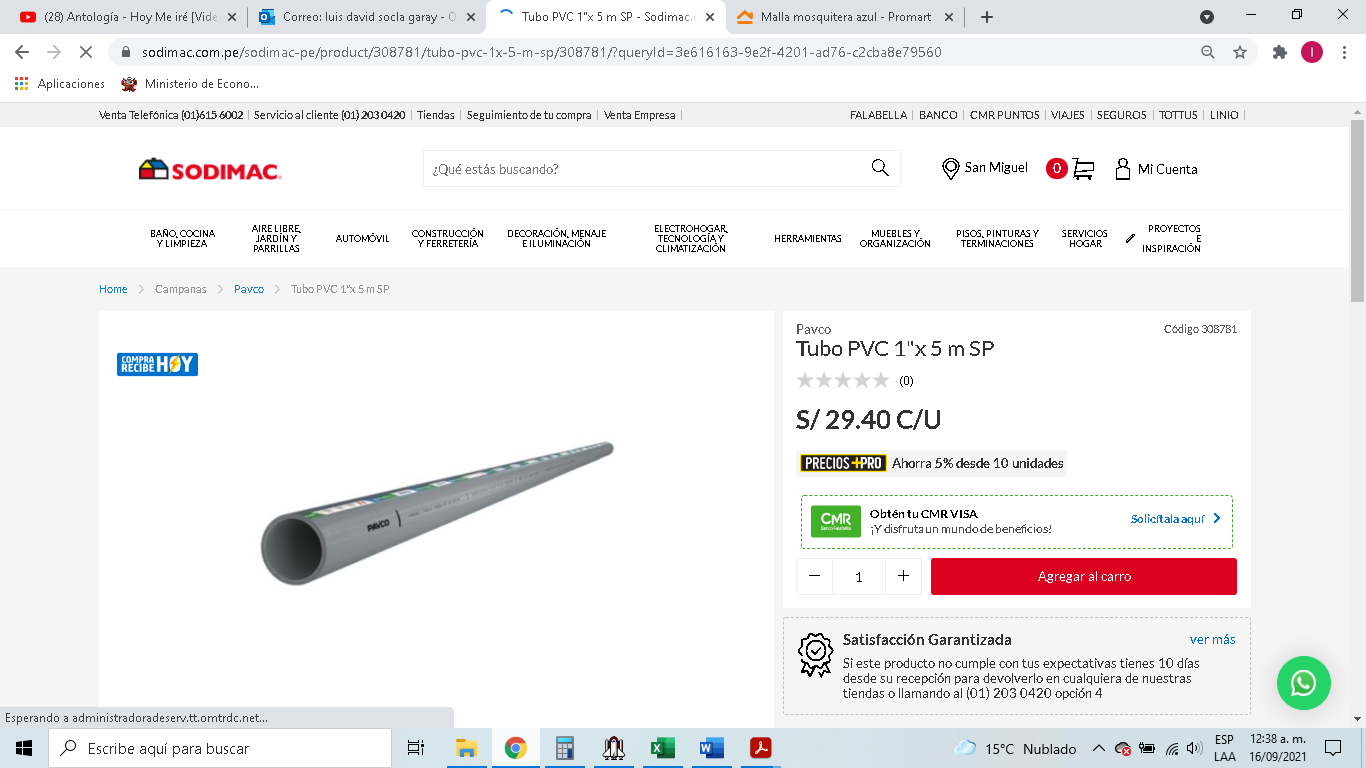 (28) Antología - Hoy Me iré [Vide
Correo: luis david socla garay - O
Tubo PVC 1"x 5 m SP - Sodimac.c
Malla mosquitera azul - Promart
sodimac.com.pe/sodimac-pe/product/308781/tubo-pvc-1x-5-m-sp/308781/?queryId=3e616163-9e2f-4201-ad76-c2cba8e79560
I
Aplicaciones
Ministerio de Econo...
Venta Telefónica (01)615 6002
Servicio al cliente (01) 203 0420
Tiendas
Seguimiento de tu compra
Venta Empresa
FALABELLA
BANCO
CMR PUNTOS
VIAJES
SEGUROS
TOTTUS
LINIO
SODIMAC
¿Qué estás buscando?
San Miguel
0
Mi Cuenta
BAÑO, COCINA
Y LIMPIEZA
AIRE LIBRE,
JARDÍN Y
PARRILLAS
AUTOMÓVIL
CONSTRUCCIÓN
Y FERRETERÍA
DECORACIÓN, MENAJE
E ILUMINACIÓN
ELECTROHOGAR,
TECNOLOGÍA Y
CLIMATIZACIÓN
HERRAMIENTAS
MUEBLES Y
ORGANIZACIÓN
PISOS, PINTURAS Y
TERMINACIONES
SERVICIOS
HOGAR
PROYECTOS
E
INSPIRACIÓN
Home
Campanas
Pavco
Tubo PVC 1"x 5 m SP
COMPRA
RECIBE HOY
PAVCO
Pavco
Código 308781
Tubo PVC 1"x 5 m SP
(0)
S/ 29.40 C/U
PRECIOS+PRO
Ahorra 5% desde 10 unidades
CMR
Banco Falabella
Obtén tu CMR VISA
¡Y disfruta un mundo de beneficios!
Solicítala aquí
− 1 +
Agregar al carro
Satisfacción Garantizada
ver más
Si este producto no cumple con tus expectativas tienes 10 días
desde su recepción para devolverlo en cualquiera de nuestras
tiendas o llamando al (01) 203 0420 opción 4
Esperando a administradoradeserv.tt.omtrdc.net...
Escribe aquí para buscar
15°C Nublado
ESP
LAA
12:38 a. m.
16/09/2021